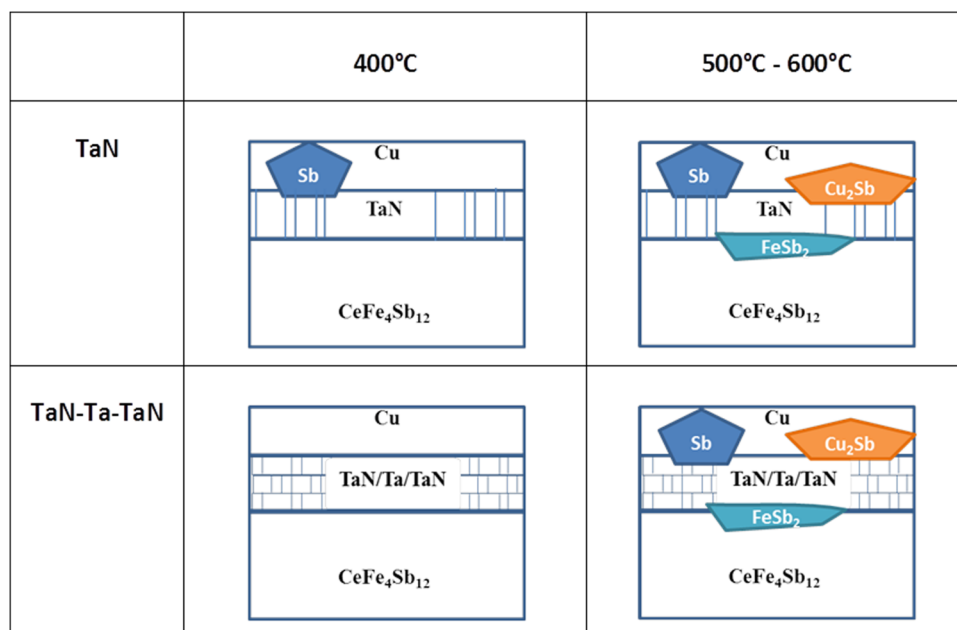 400°C
500°C - 600°C
TaN
Sb
Cu
TaN
CeFe₄Sb₁₂
Sb
Cu
Cu₂Sb
TaN
FeSb₂
CeFe₄Sb₁₂
TaN-Ta-TaN
Cu
TaN/Ta/TaN
CeFe₄Sb₁₂
Sb
Cu
Cu₂Sb
TaN/Ta/TaN
FeSb₂
CeFe₄Sb₁₂